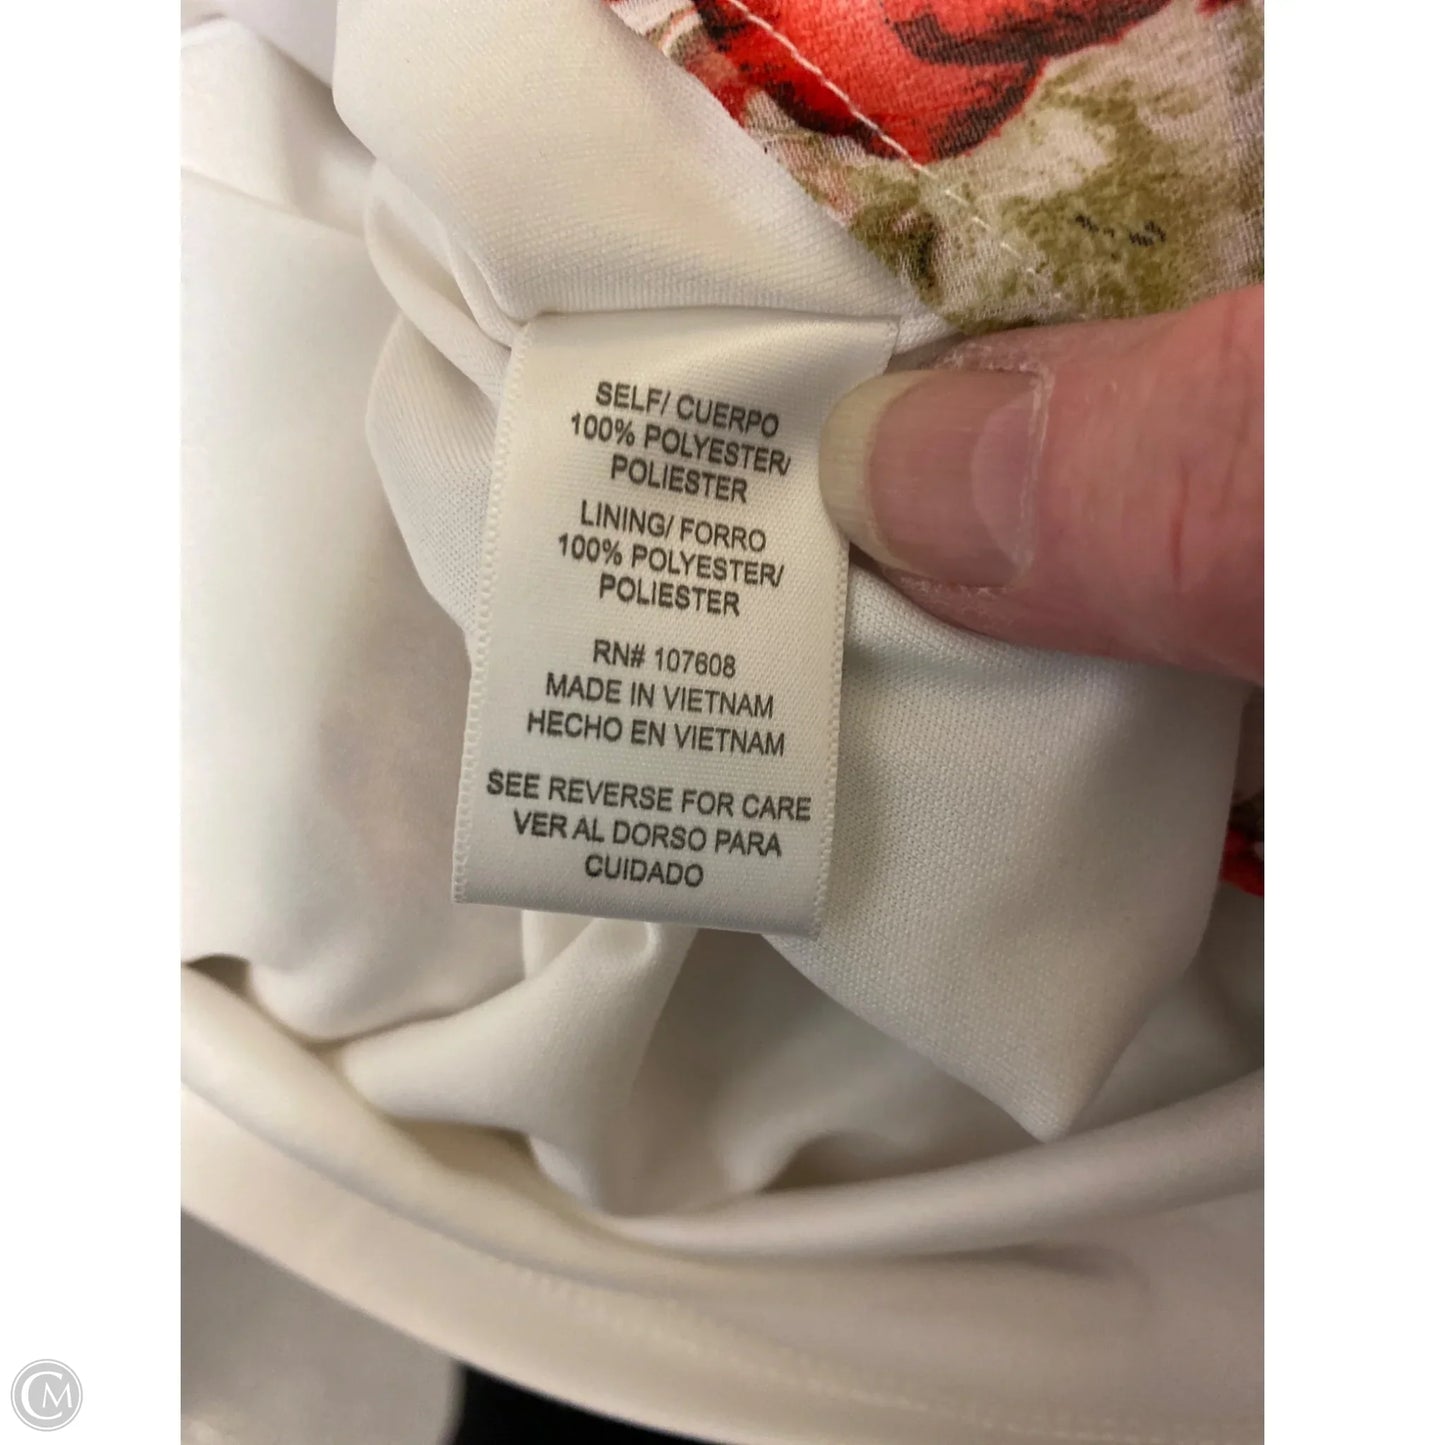 SELF/ CUERPO
100% POLYESTER/
POLIESTER
LINING/ FORRO
100% POLYESTER/
POLIESTER
RN# 107608
MADE IN VIETNAM
HECHO EN VIETNAM
SEE REVERSE FOR CARE
VER AL DORSO PARA
CUIDADO
CM